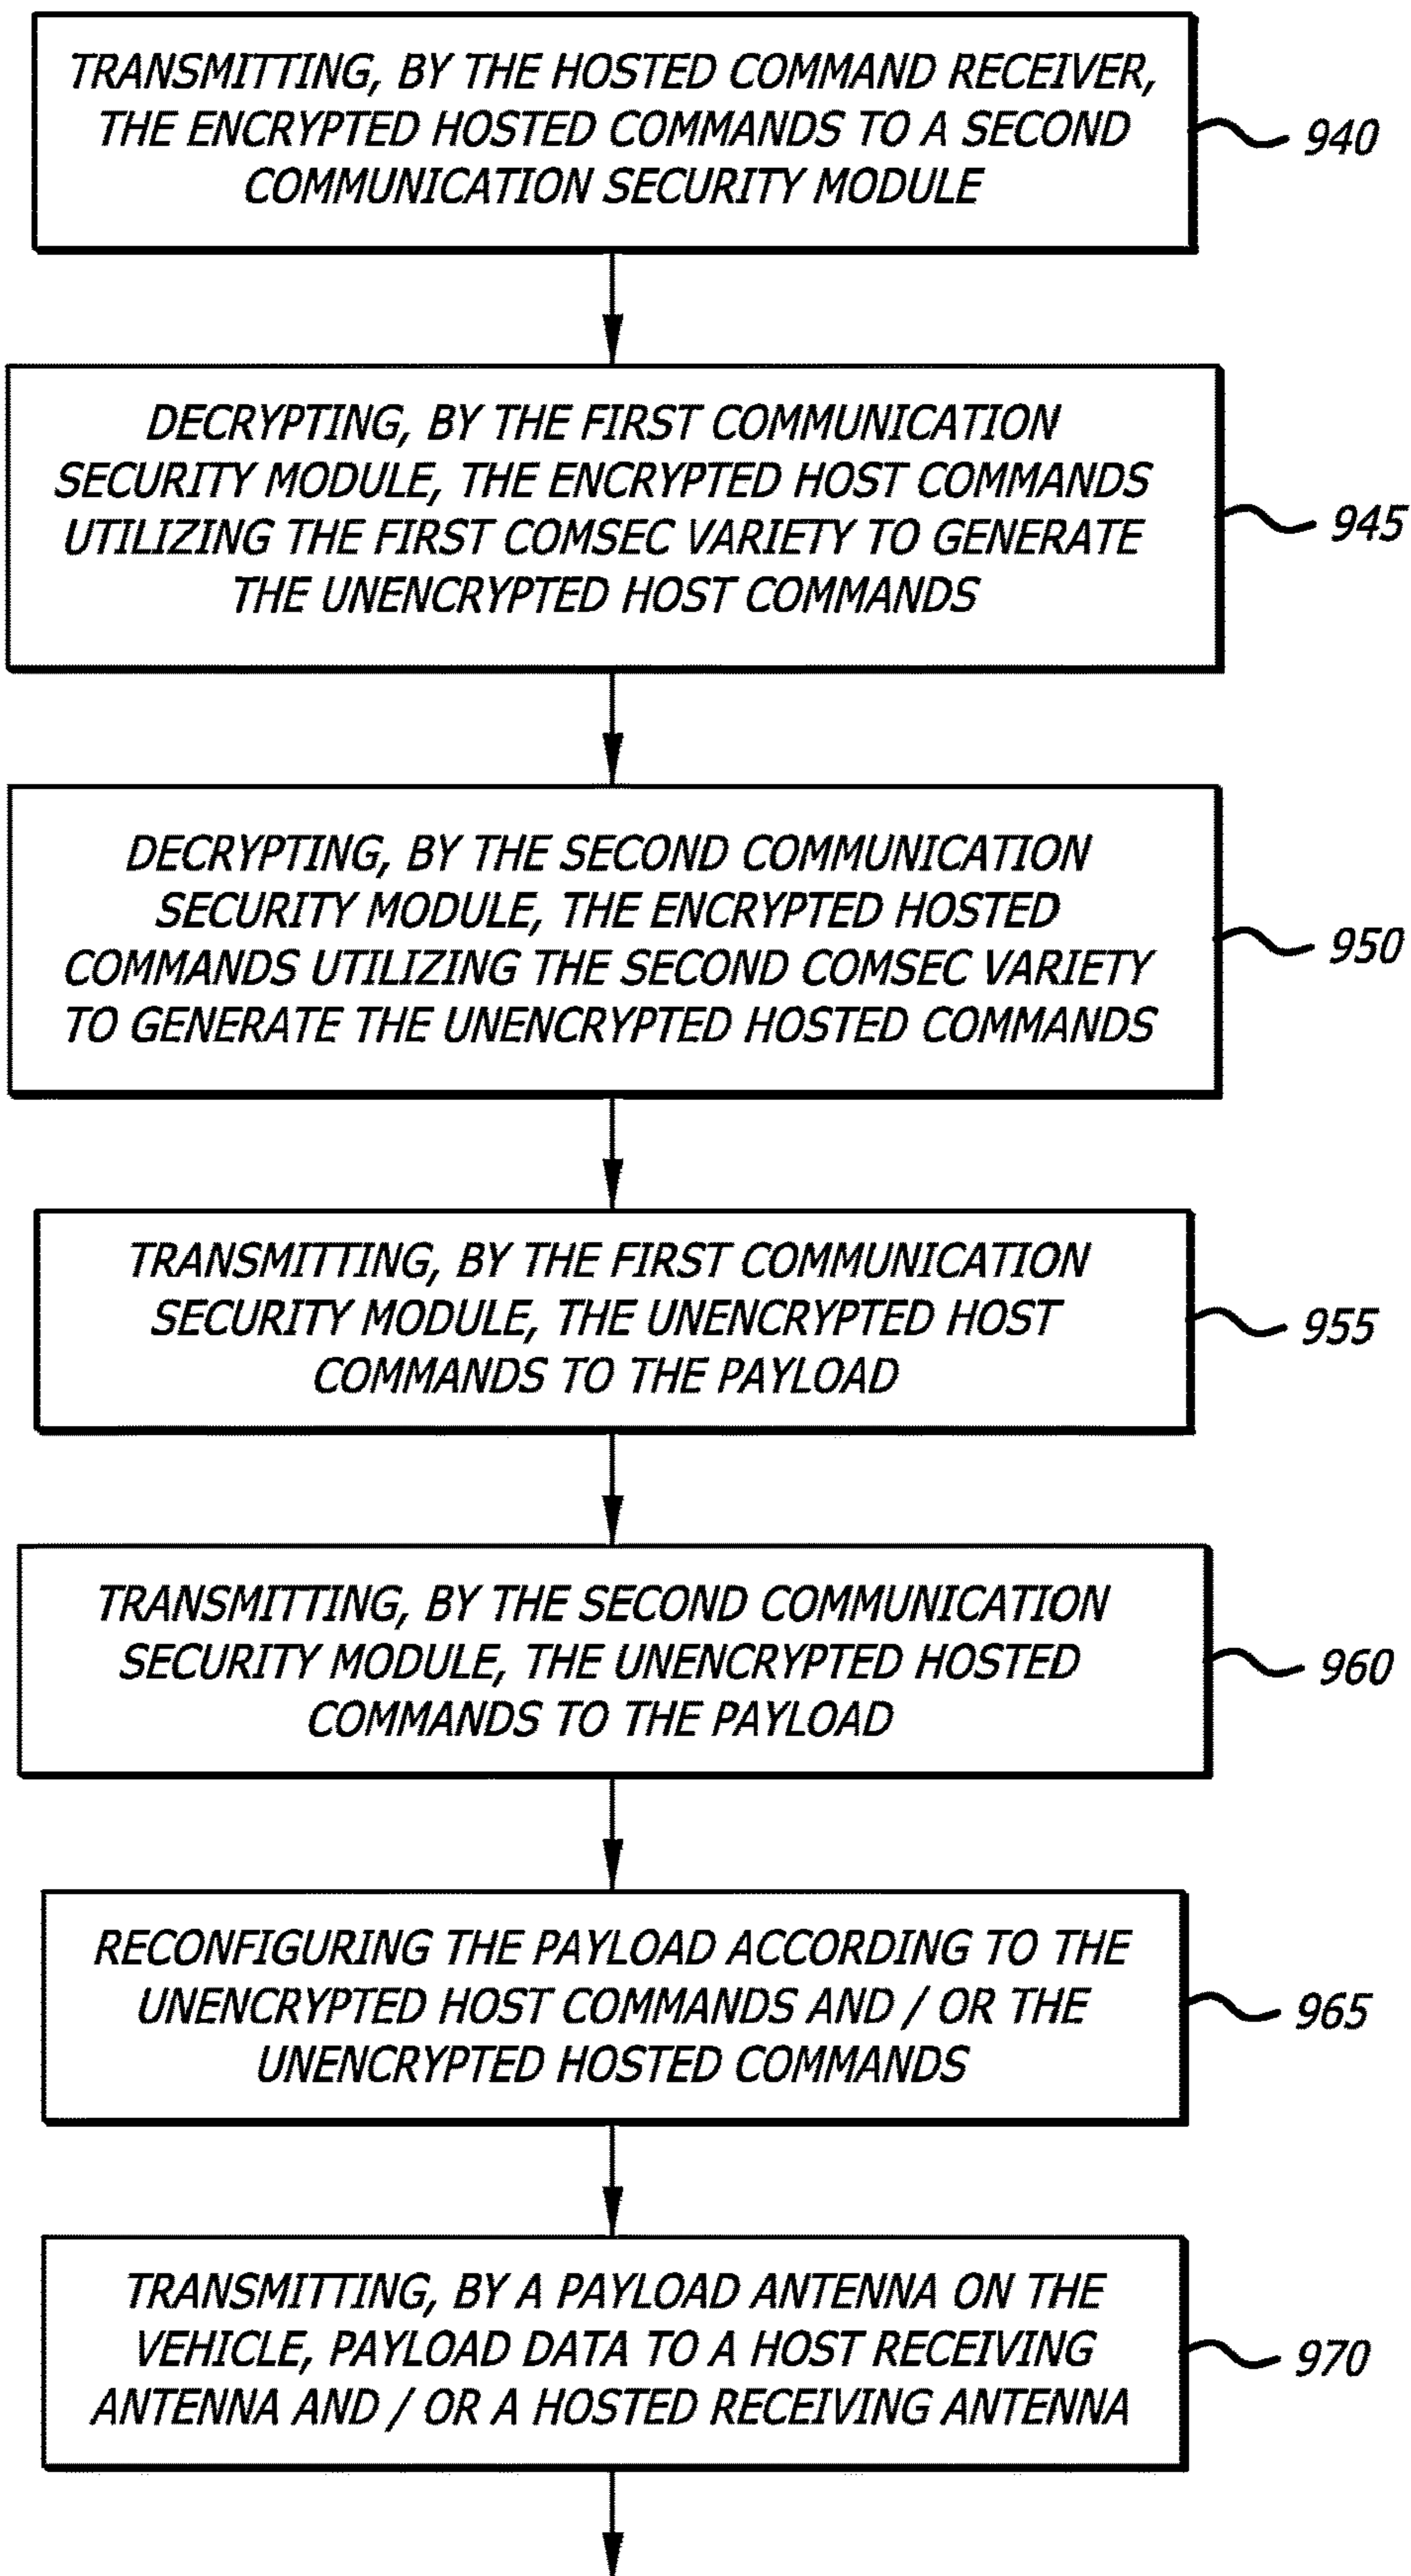 TRANSMITTING, BY THE HOSTED COMMAND RECEIVER,
THE ENCRYPTED HOSTED COMMANDS TO A SECOND
COMMUNICATION SECURITY MODULE
940
DECRYPTING, BY THE FIRST COMMUNICATION
SECURITY MODULE, THE ENCRYPTED HOST COMMANDS
UTILIZING THE FIRST COMSEC VARIETY TO GENERATE
THE UNENCRYPTED HOST COMMANDS
945
DECRYPTING, BY THE SECOND COMMUNICATION
SECURITY MODULE, THE ENCRYPTED HOSTED
COMMANDS UTILIZING THE SECOND COMSEC VARIETY
TO GENERATE THE UNENCRYPTED HOSTED COMMANDS
950
TRANSMITTING, BY THE FIRST COMMUNICATION
SECURITY MODULE, THE UNENCRYPTED HOST
COMMANDS TO THE PAYLOAD
955
TRANSMITTING, BY THE SECOND COMMUNICATION
SECURITY MODULE, THE UNENCRYPTED HOSTED
COMMANDS TO THE PAYLOAD
960
RECONFIGURING THE PAYLOAD ACCORDING TO THE
UNENCRYPTED HOST COMMANDS AND / OR THE
UNENCRYPTED HOSTED COMMANDS
965
TRANSMITTING, BY A PAYLOAD ANTENNA ON THE
VEHICLE, PAYLOAD DATA TO A HOST RECEIVING
ANTENNA AND / OR A HOSTED RECEIVING ANTENNA
970